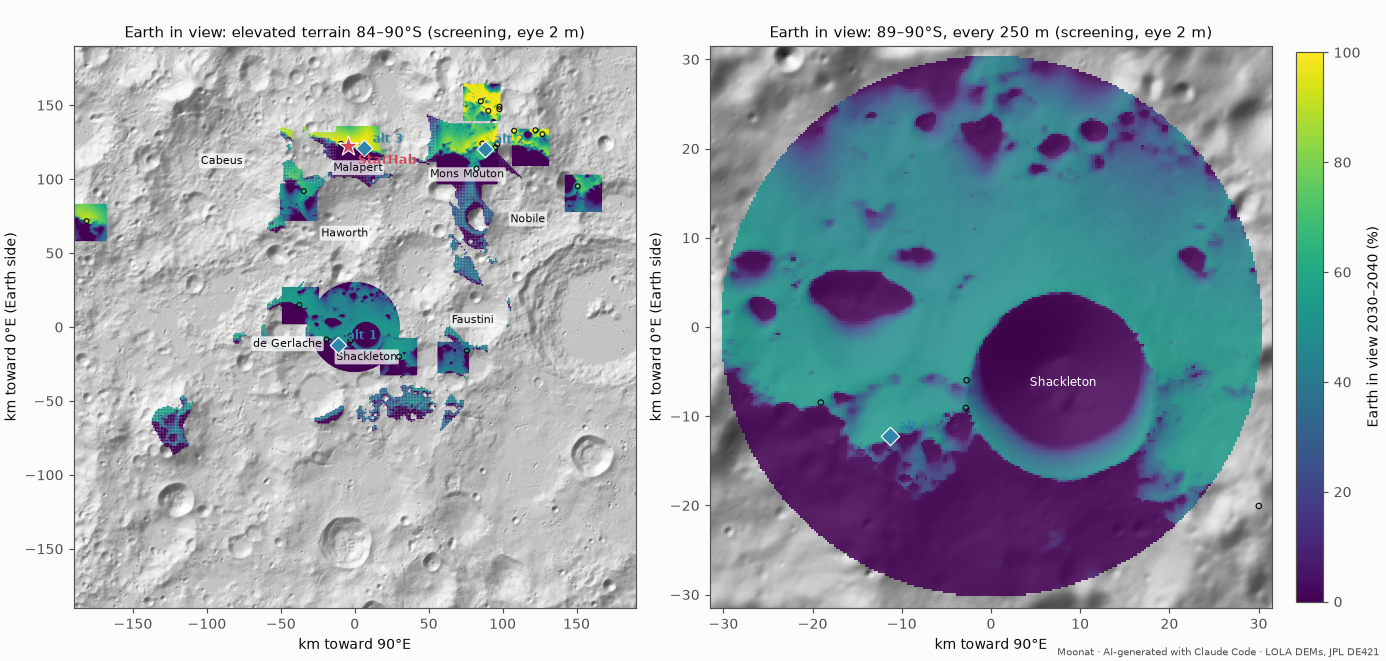 Earth in view: elevated terrain 84–90°S (screening, eye 2 m)
150
100
50
0
−50
−100
−150
−150
−100
−50
0
50
100
150
km toward 0°E (Earth side)
km toward 90°E
Cabeus
alt 3
StatHab
Malapert
alt 2
Mons Mouton
Haworth
Nobile
Faustini
alt 1
de Gerlache
Shackleton
Earth in view: 89–90°S, every 250 m (screening, eye 2 m)
30
20
10
0
−10
−20
−30
−30
−20
−10
0
10
20
30
km toward 0°E (Earth side)
km toward 90°E
Shackleton
100
80
60
40
20
0
Earth in view 2030–2040 (%)
Moonat · AI-generated with Claude Code · LOLA DEMs, JPL DE421